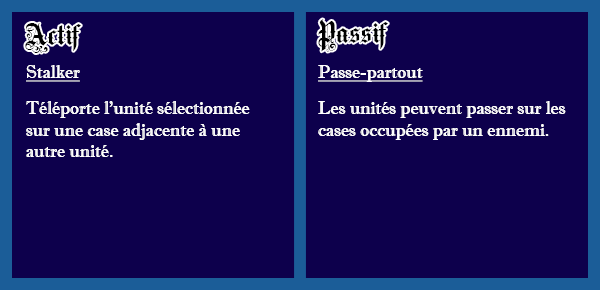 Actif
Stalker
Téléporte l’unité sélectionnée
sur une case adjacente à une
autre unité.
Passif
Passe-partout
Les unités peuvent passer sur les
cases occupées par un ennemi.